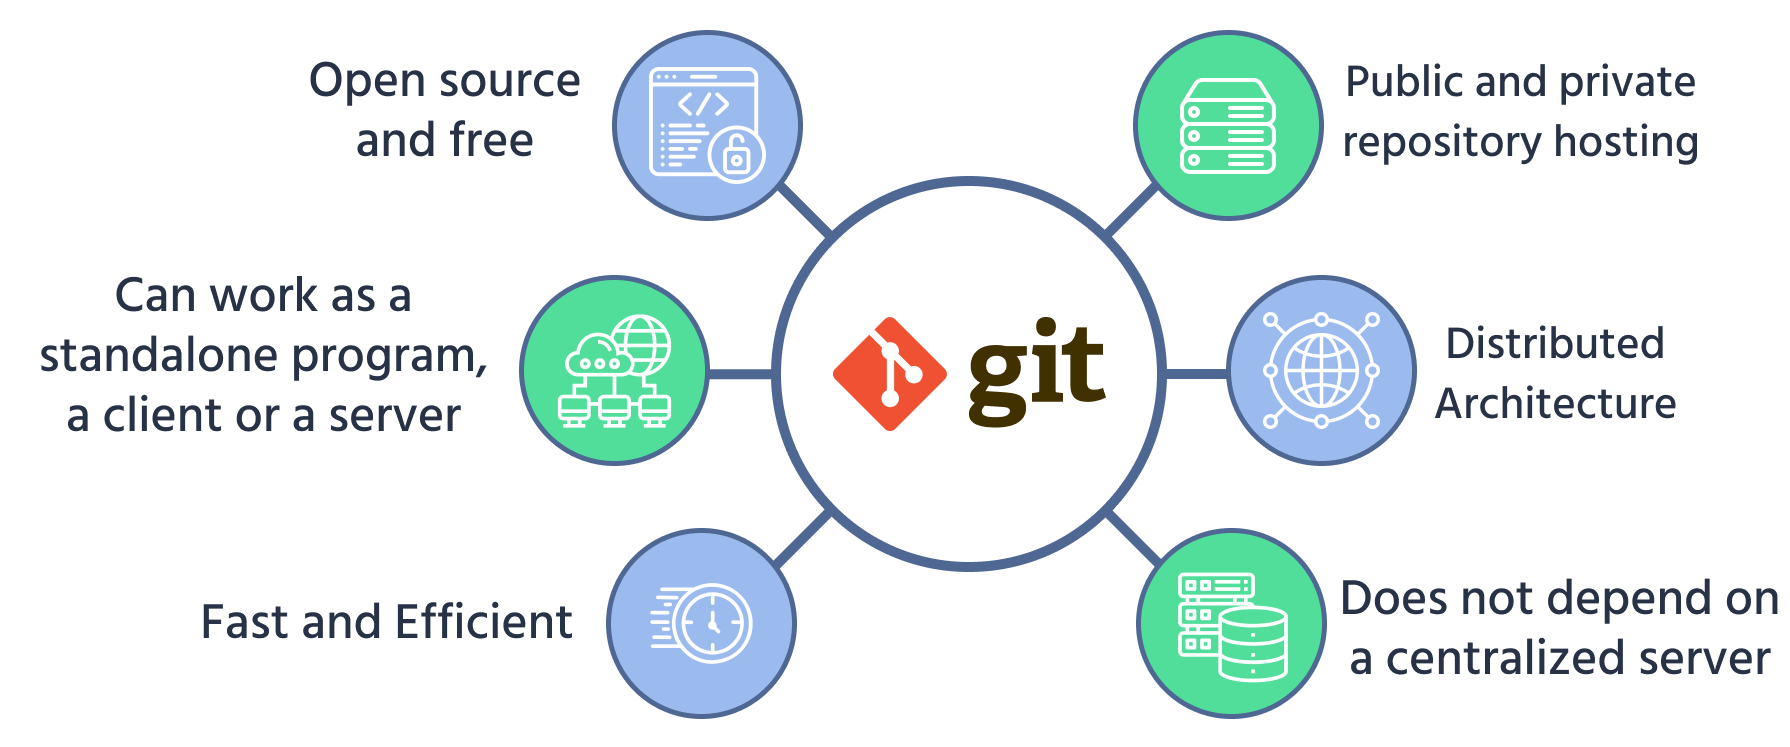 Open source
and free
Public and private
repository hosting
Can work as a
standalone program,
a client or a server
git
Distributed
Architecture
Fast and Efficient
Does not depend on
a centralized server